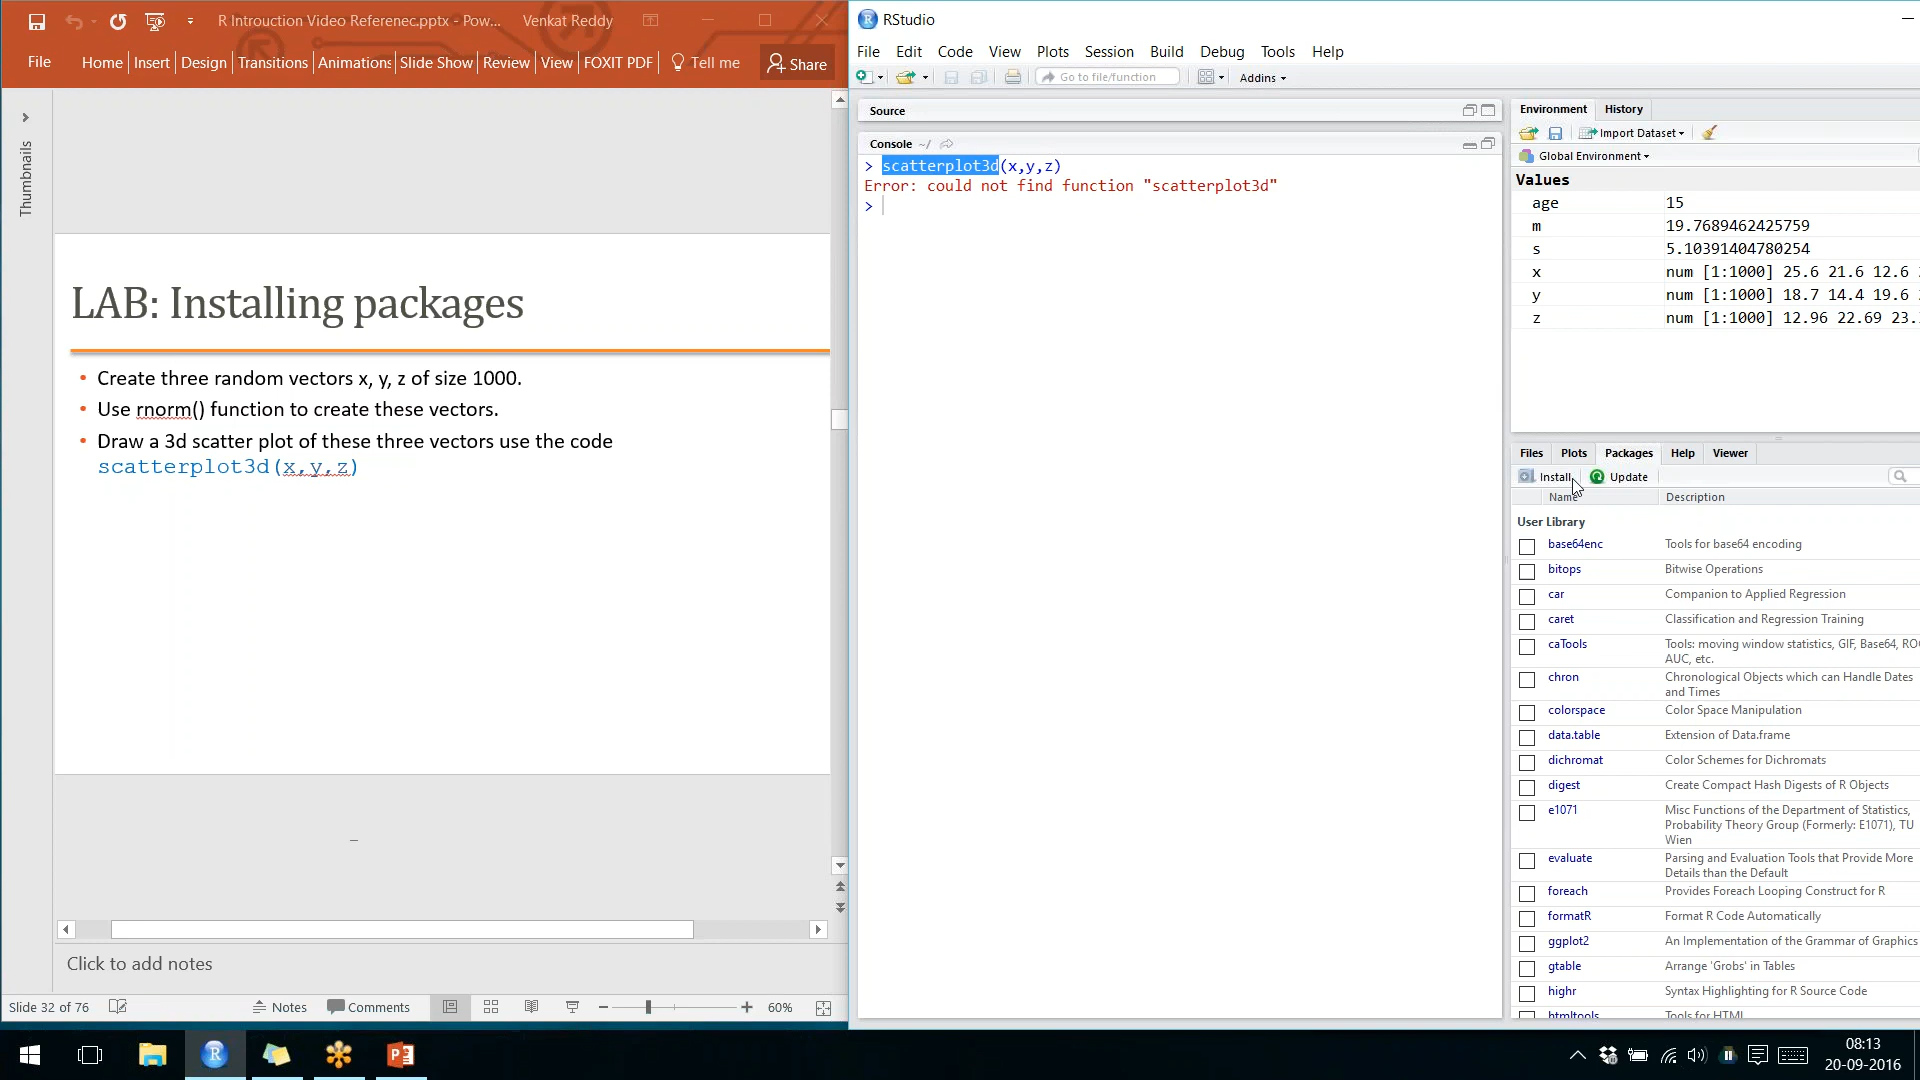 R Introuction Video Referenec.pptx - Pow...
Venkat Reddy
File
Home
Insert
Design
Transitions
Animations
Slide Show
Review
View
FOXIT PDF
Tell me
Share
Thumbnails
LAB: Installing packages
• Create three random vectors x, y, z of size 1000.
• Use rnorm() function to create these vectors.
• Draw a 3d scatter plot of these three vectors use the code
scatterplot3d(x,y,z)
Click to add notes
Slide 32 of 76
Notes
Comments
60%
RStudio
File Edit Code View Plots Session Build Debug Tools Help
Go to file/function
Addins
Source
Console ~/
> scatterplot3d(x,y,z)
Error: could not find function "scatterplot3d"
>
Environment History
Import Dataset
Global Environment
Values
age 15
m 19.7689462425759
s 5.10391404780254
x num [1:1000] 25.6 21.6 12.6
y num [1:1000] 18.7 14.4 19.6
z num [1:1000] 12.96 22.69 23.
Files Plots Packages Help Viewer
Install Update
Name Description
User Library
base64enc Tools for base64 encoding
bitops Bitwise Operations
car Companion to Applied Regression
caret Classification and Regression Training
caTools Tools: moving window statistics, GIF, Base64,
AUC, etc.
chron Chronological Objects which can Handle Dates
and Times
colorspace Color Space Manipulation
data.table Extension of Data.frame
dichromat Color Schemes for Dichromats
digest Create Compact Hash Digests of R Objects
e1071 Misc Functions of the Department of Statistics,
Probability Theory Group (Formerly: E1071), TU
Wien
evaluate Parsing and Evaluation Tools that Provide More
Details than the Default
foreach Provides Foreach Looping Construct for R
formatR Format R Code Automatically
ggplot2 An Implementation of the Grammar of Graphics
gtable Arrange 'Grobs' in Tables
highr Syntax Highlighting for R Source Code
htmltools Tools for HTML
08:13
20-09-2016